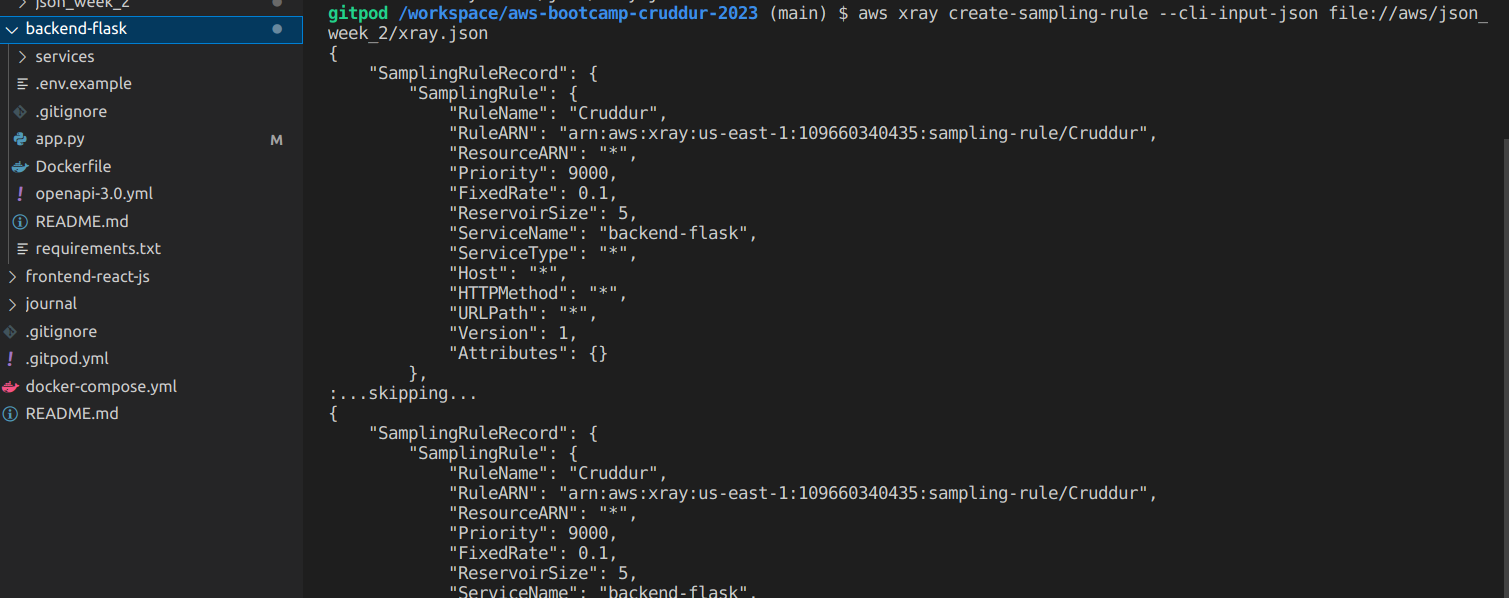 json_week_2
backend-flask
services
.env.example
.gitignore
app.py M
Dockerfile
openapi-3.0.yml
README.md
requirements.txt
frontend-react-js
journal
.gitignore
.gitpod.yml
docker-compose.yml
README.md
gitpod /workspace/aws-bootcamp-cruddur-2023 (main) $ aws xray create-sampling-rule --cli-input-json file://aws/json_
week_2/xray.json
{
    "SamplingRuleRecord": {
        "SamplingRule": {
            "RuleName": "Cruddur",
            "RuleARN": "arn:aws:xray:us-east-1:109660340435:sampling-rule/Cruddur",
            "ResourceARN": "*",
            "Priority": 9000,
            "FixedRate": 0.1,
            "ReservoirSize": 5,
            "ServiceName": "backend-flask",
            "ServiceType": "*",
            "Host": "*",
            "HTTPMethod": "*",
            "URLPath": "*",
            "Version": 1,
            "Attributes": {}
        },
:...skipping...
{
    "SamplingRuleRecord": {
        "SamplingRule": {
            "RuleName": "Cruddur",
            "RuleARN": "arn:aws:xray:us-east-1:109660340435:sampling-rule/Cruddur",
            "ResourceARN": "*",
            "Priority": 9000,
            "FixedRate": 0.1,
            "ReservoirSize": 5,
            "ServiceName": "backend-flask",